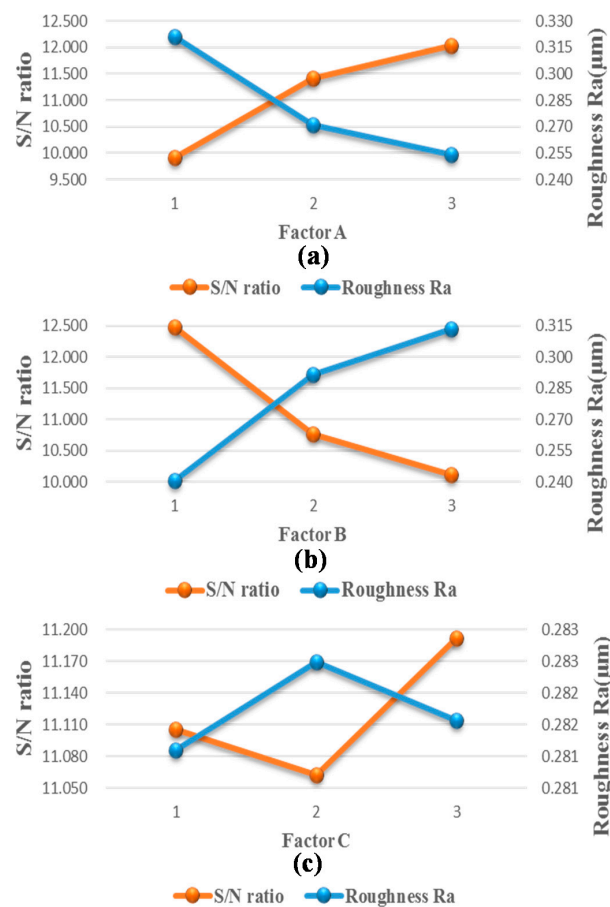 12.500
12.000
11.500
11.000
10.500
10.000
9.500
S/N ratio
0.330
0.315
0.300
0.285
0.270
0.255
0.240
Roughness Ra(µm)
1 2 3
Factor A
(a)
S/N ratio Roughness Ra
12.500
12.000
11.500
11.000
10.500
10.000
S/N ratio
0.315
0.300
0.285
0.270
0.255
0.240
Roughness Ra(µm)
1 2 3
Factor B
(b)
S/N ratio Roughness Ra
11.200
11.170
11.140
11.110
11.080
11.050
S/N ratio
0.283
0.283
0.282
0.282
0.281
0.281
Roughness Ra(µm)
1 2 3
Factor C
(c)
S/N ratio Roughness Ra